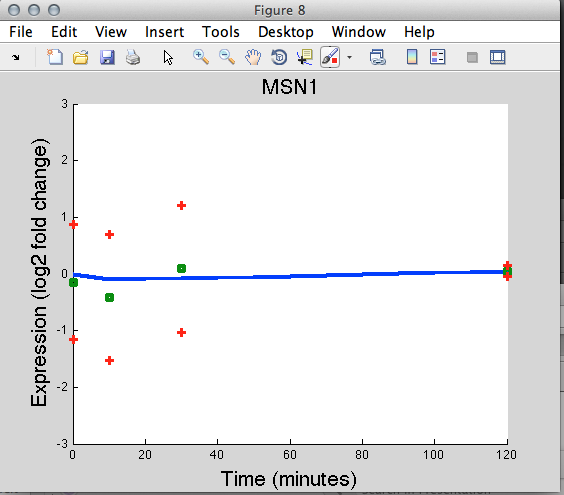 Figure 8
File Edit View Insert Tools Desktop Window Help
MSN1
Expression (log2 fold change)
3
2
1
0
-1
-2
-3
0 20 40 60 80 100 120
Time (minutes)